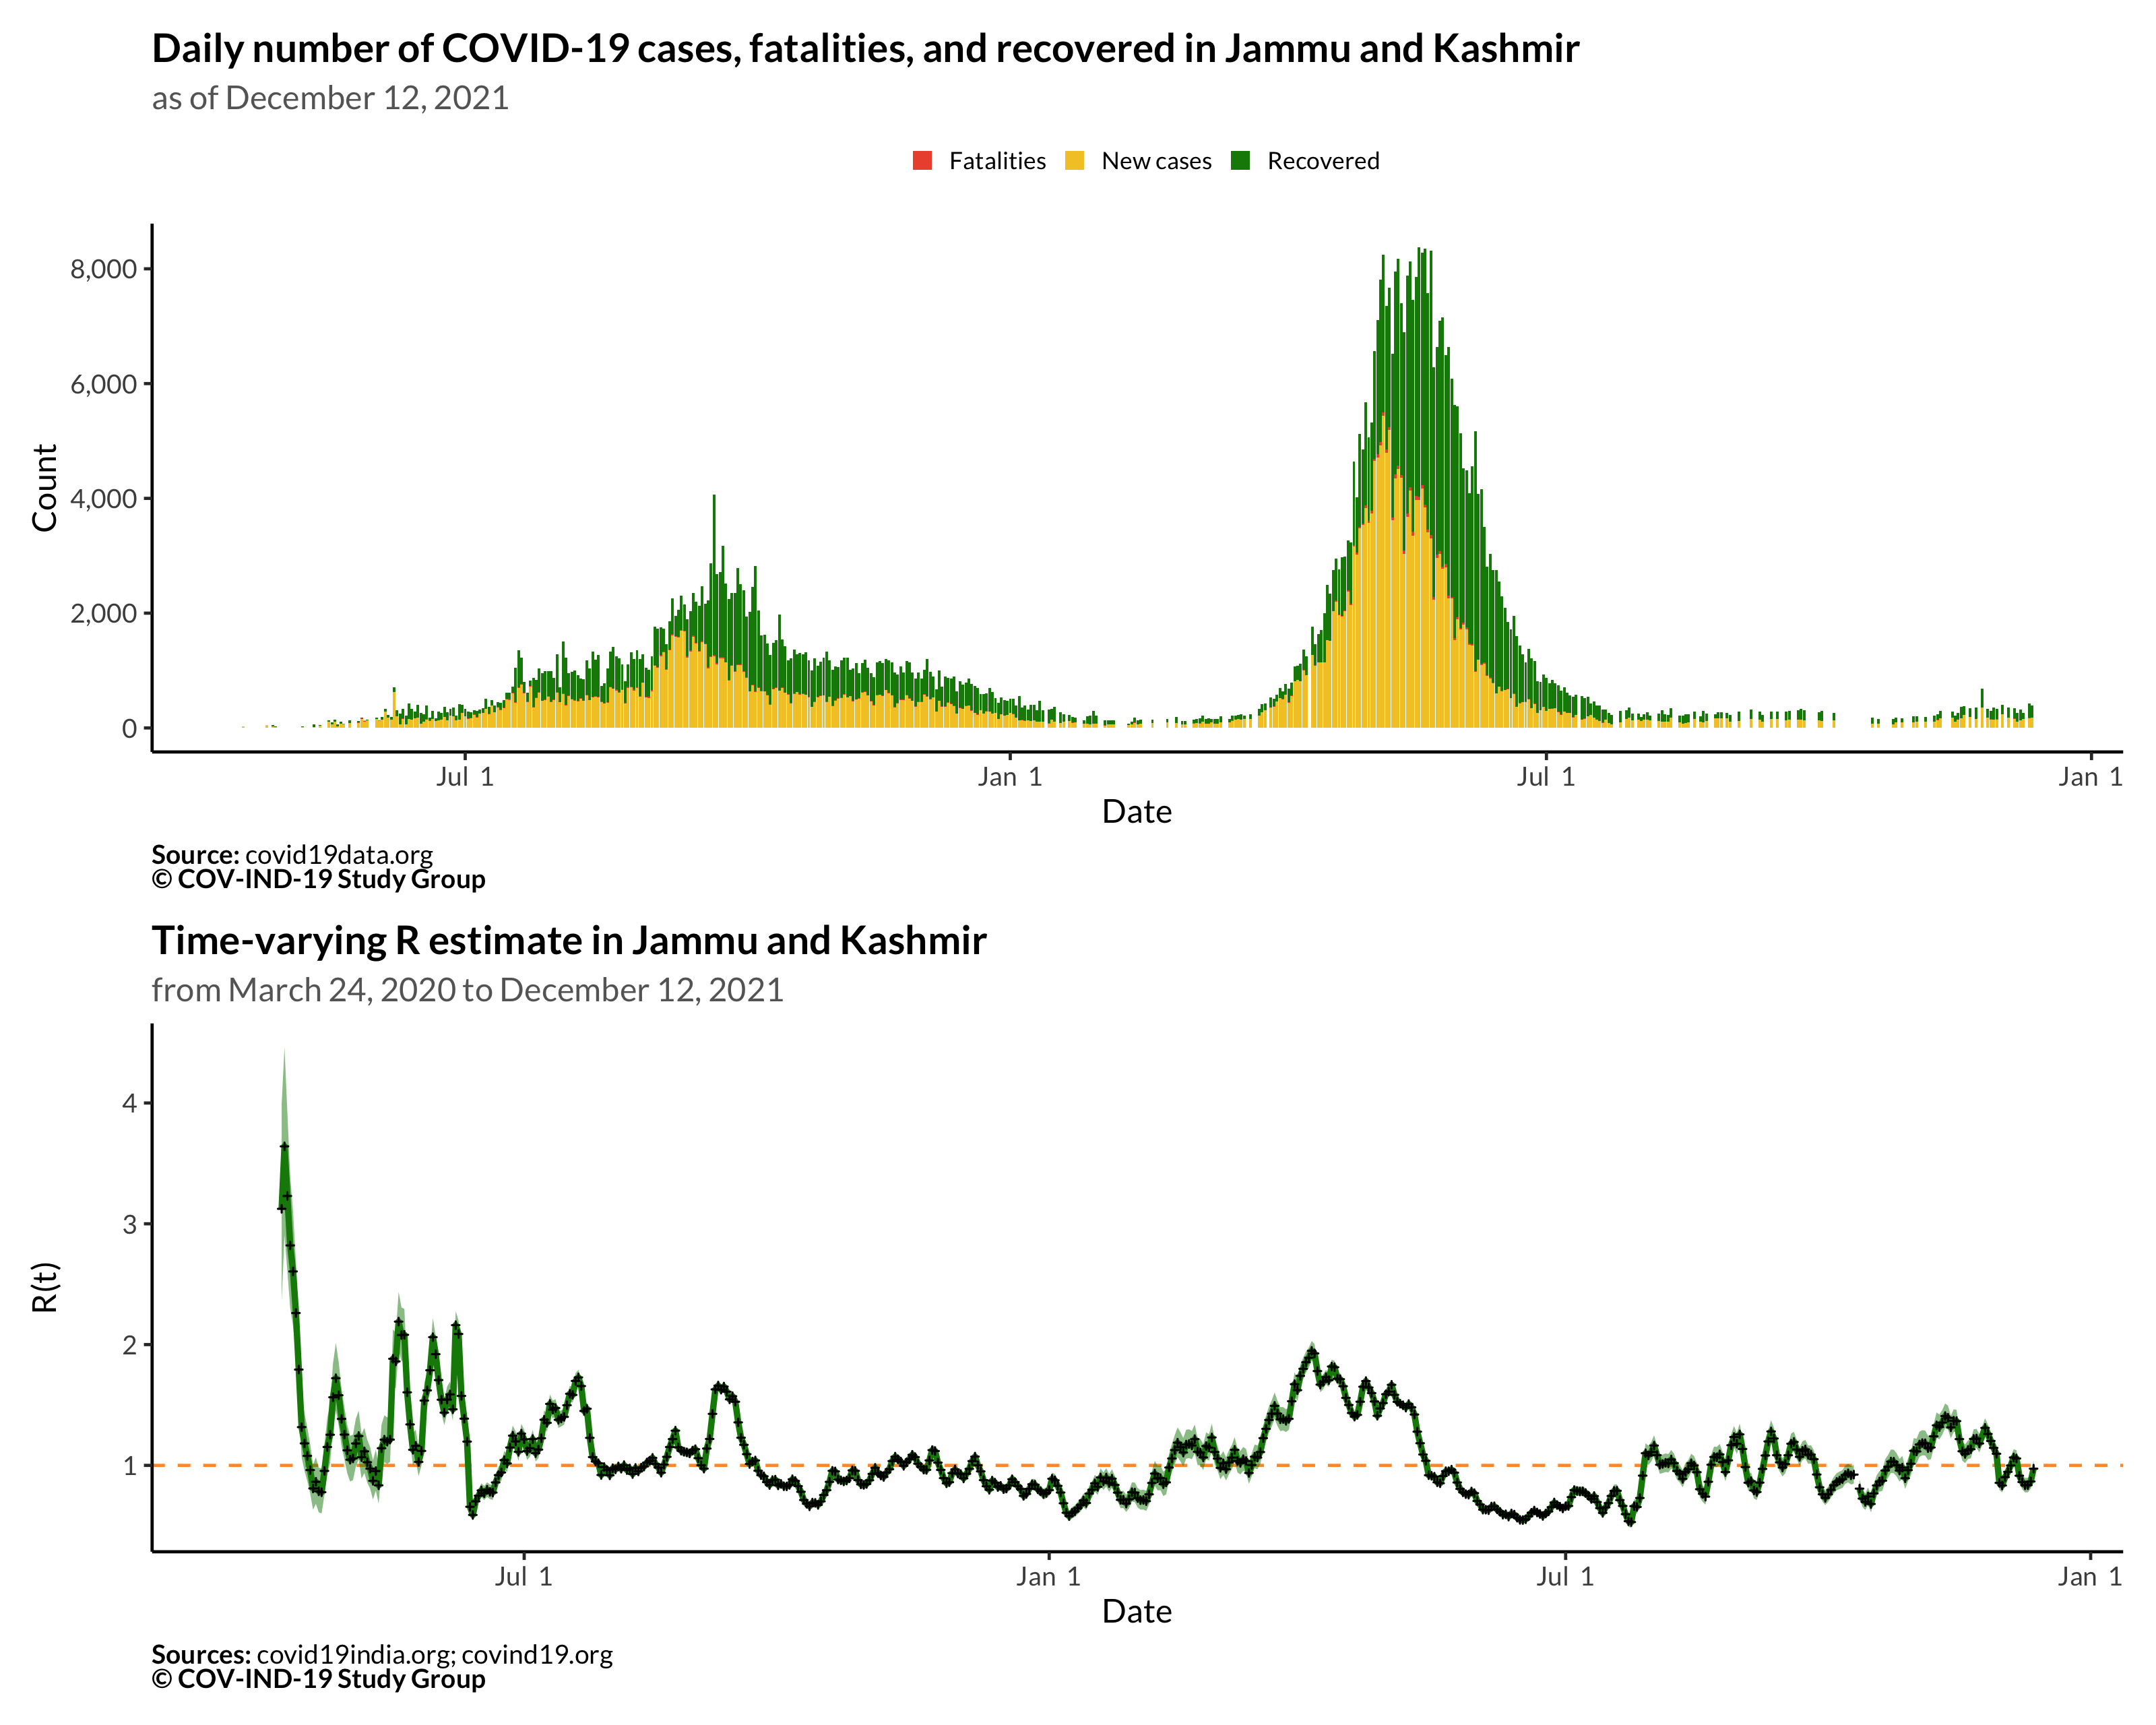 Daily number of COVID-19 cases, fatalities, and recovered in Jammu and Kashmir
as of December 12, 2021
Fatalities New cases Recovered
8,000
6,000
4,000
2,000
0
Count
Jul 1 Jan 1 Jul 1 Jan 1
Date
Source: covid19data.org
© COV-IND-19 Study Group
Time-varying R estimate in Jammu and Kashmir
from March 24, 2020 to December 12, 2021
4
3
2
1
R(t)
Jul 1 Jan 1 Jul 1 Jan 1
Date
Sources: covid19india.org; covind19.org
© COV-IND-19 Study Group